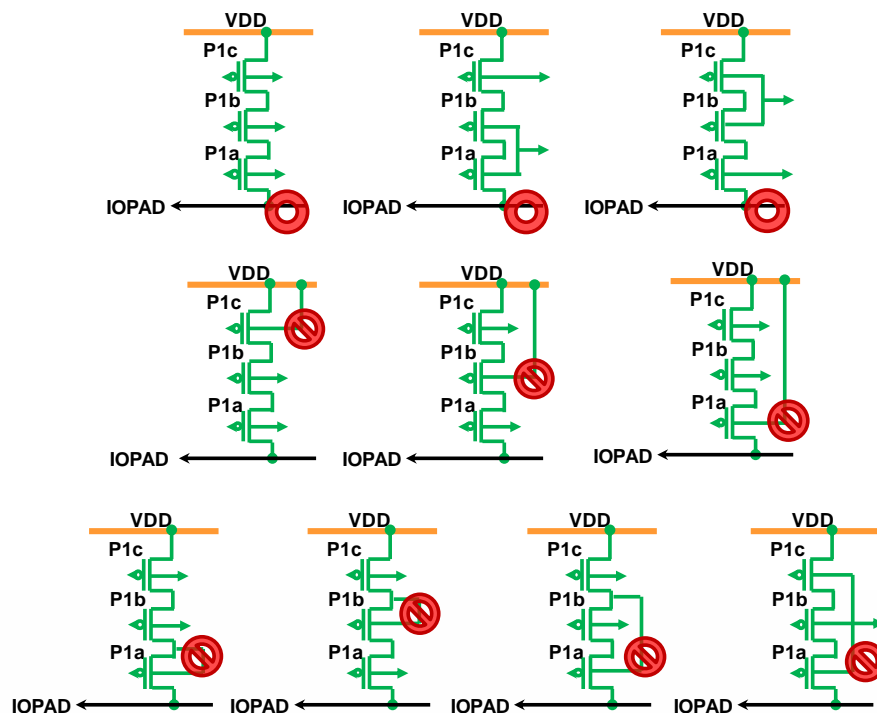 VDD VDD VDD
P1c P1c P1c
P1b P1b P1b
P1a P1a P1a
IOPAD IOPAD IOPAD
VDD VDD VDD
P1c P1c P1c
P1b P1b P1b
P1a P1a P1a
IOPAD IOPAD IOPAD
VDD VDD VDD VDD
P1c P1c P1c P1c
P1b P1b P1b P1b
P1a P1a P1a P1a
IOPAD IOPAD IOPAD IOPAD